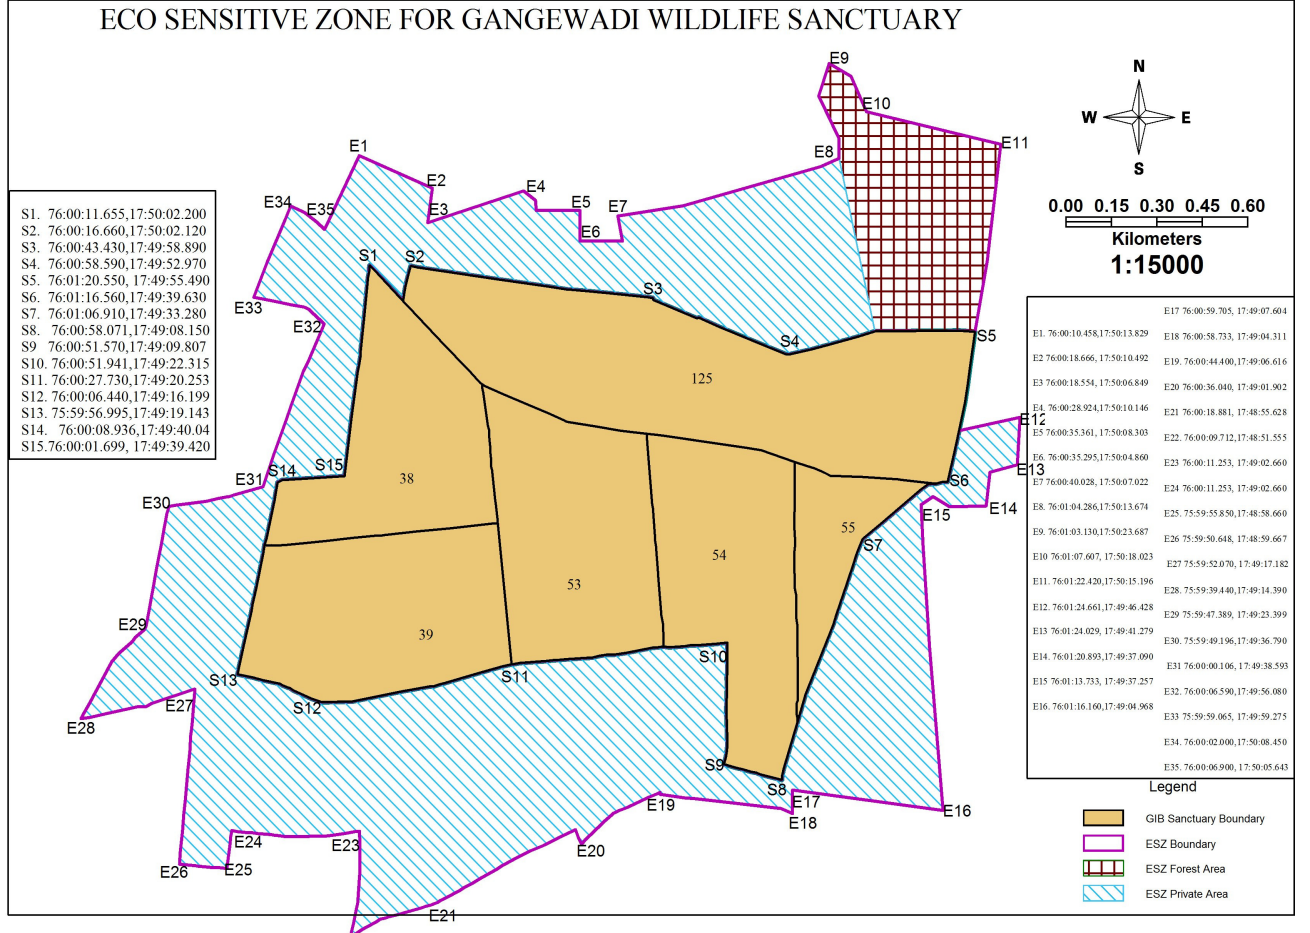 ECO SENSITIVE ZONE FOR GANGEWADI WILDLIFE SANCTUARY
E9
N
E10
W E
E11
S
E1
E8
E2
E4
E34
E35
E3
E5
E7
E6
0.00 0.15 0.30 0.45 0.60
Kilometers
1:15000
S1. 76:00:11.655,17:50:02.200
S2. 76:00:16.660,17:50:02.120
S3. 76:00:43.430,17:49:58.890
S4. 76:00:58.590,17:49:52.970
S5. 76:01:20.550, 17:49:55.490
S6. 76:01:16.560,17:49:39.630
S7. 76:01:06.910,17:49:33.280
S8. 76:00:58.071,17:49:08.150
S9 76:00:51.570,17:49:09.807
S10. 76:00:51.941,17:49:22.315
S11. 76:00:27.730,17:49:20.253
S12. 76:00:06.440,17:49:16.199
S13. 75:59:56.995,17:49:19.143
S14. 76:00:08.936,17:49:40.04
S15.76:00:01.699, 17:49:39.420
S1
S2
E33
S3
E32
S4
S5
125
E12
E31
S14
S15
38
S6
E13
E30
E15
E14
55
S7
54
53
E29
39
S10
S11
S13
S12
E27
E28
S9
S8
E17
E19
E18
E16
E24
E23
E20
E26
E25
E21
E1. 76:00:10.458,17:50:13.829
E2 76:00:18.666, 17:50:10.492
E3 76:00:18.554, 17:50:06.849
E4. 76:00:28.924,17:50:10.146
E5 76:00:35.361, 17:50:08.303
E6. 76:00:35.295,17:50:04.860
E7 76:00:40.028, 17:50:07.022
E8. 76:01:04.286,17:50:13.674
E9. 76:01:03.130,17:50:23.687
E10 76:01:07.607, 17:50:18.023
E11. 76:01:22.420,17:50:15.196
E12. 76:01:24.661,17:49:46.428
E13 76:01:24.029, 17:49:41.279
E14. 76:01:20.893,17:49:37.090
E15 76:01:13.733, 17:49:37.257
E16. 76:01:16.160,17:49:04.968
E17 76:00:59.705, 17:49:07.604
E18 76:00:58.733, 17:49:04.311
E19. 76:00:44.400,17:49:06.616
E20 76:00:36.040, 17:49:01.902
E21 76:00:18.881, 17:48:55.628
E22. 76:00:09.712,17:48:51.555
E23 76:00:11.253, 17:49:02.660
E24 76:00:11.253, 17:49:02.660
E25. 75:59:55.850,17:48:58.660
E26 75:59:50.648, 17:48:59.667
E27 75:59:52.070, 17:49:17.182
E28. 75:59:39.440,17:49:14.390
E29 75:59:47.389, 17:49:23.399
E30. 75:59:49.196,17:49:36.790
E31 76:00:00.106, 17:49:38.593
E32. 76:00:06.590,17:49:56.080
E33 75:59:59.065, 17:49:59.275
E34. 76:00:02.000,17:50:08.450
E35. 76:00:06.900, 17:50:05.643
Legend
GIB Sanctuary Boundary
ESZ Boundary
ESZ Forest Area
ESZ Private Area